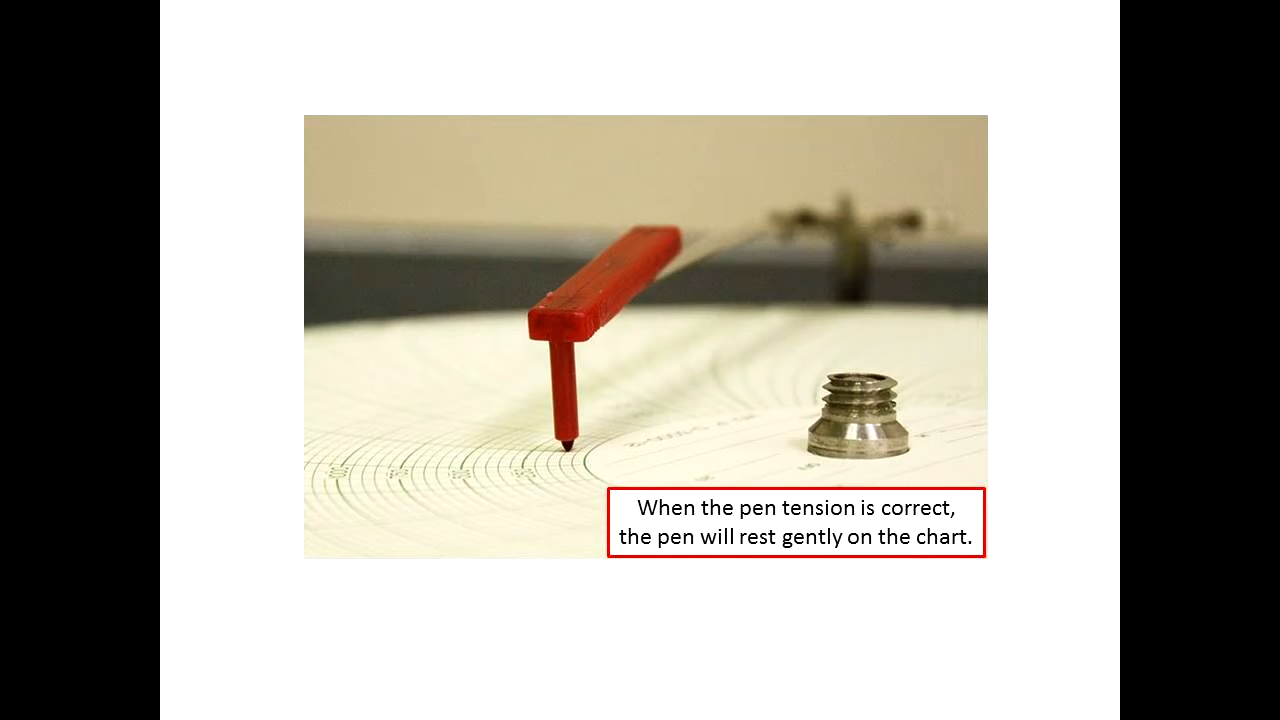 When the pen tension is correct,
the pen will rest gently on the chart.